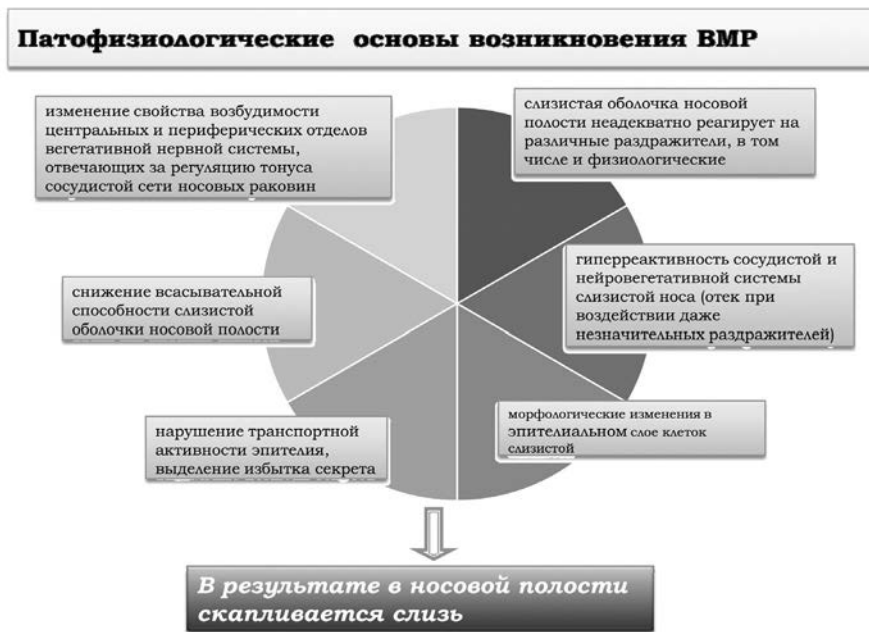 Патофизиологические основы возникновения ВМР
изменение свойства возбудимости
центральных и периферических отделов
вегетативной нервной системы,
отвечающих за регуляцию тонуса
сосудистой сети носовых раковин
слизистая оболочка носовой
полости неадекватно реагирует на
различные раздражители, в том
числе и физиологические
снижение всасывательной
способности слизистой
оболочки носовой полости
гиперреактивность сосудистой и
нейровегетативной системы
слизистой носа (отек при
воздействии даже
незначительных раздражителей)
нарушение транспортной
активности эпителия,
выделение избытка секрета
морфологические изменения в
эпителиальном слое клеток
слизистой
В результате в носовой полости
скапливается слизь